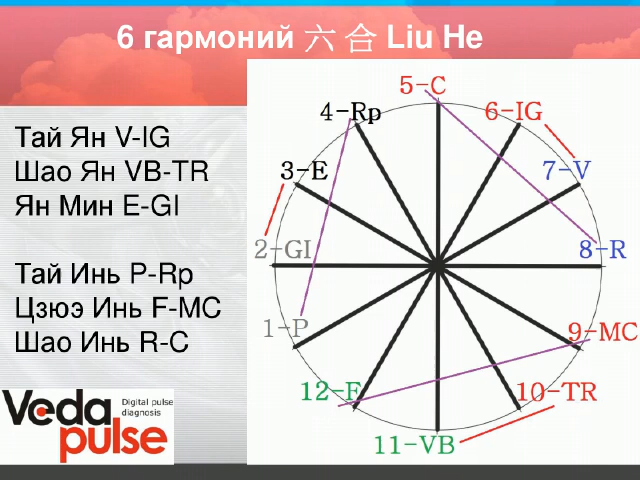 6 гармоний 六 合 Liu He
Тай Ян V-IG
Шао Ян VB-TR
Ян Мин E-GI
Тай Инь P-Rp
Цзюэ Инь F-MC
Шао Инь R-C
Veda
pulse
Digital pulse
diagnosis
5-C
4-Rp
6-IG
3-E
7-V
2-GI
8-R
1-P
9-MC
12-F
10-TR
11-VB